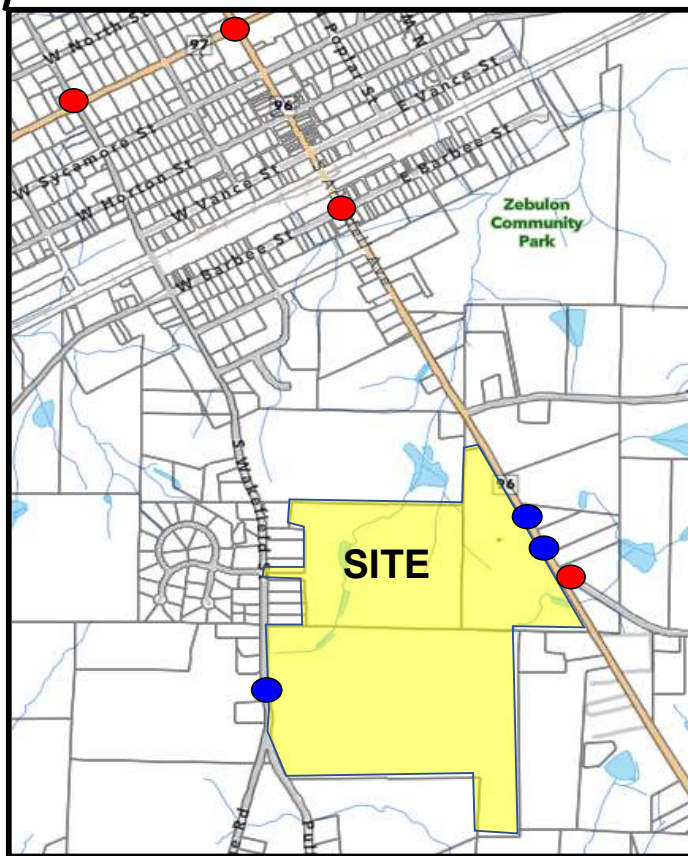 W North St
97
Poplar St
96
E Vance St
W Sycamore St
W Horton St
W Vance St
E Barbee St
Zebulon
Community
Park
W Barbee St
S Wakefield S
96
SITE